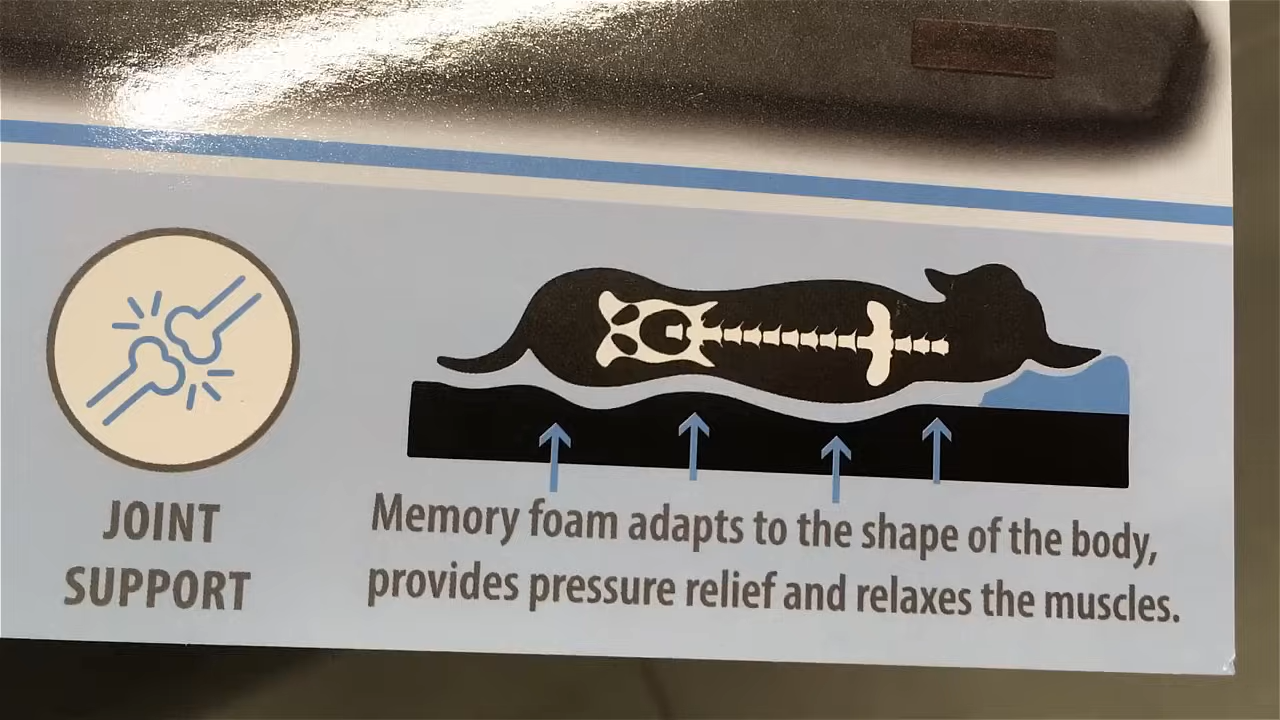 JOINT
SUPPORT
Memory foam adapts to the shape of the body,
provides pressure relief and relaxes the muscles.